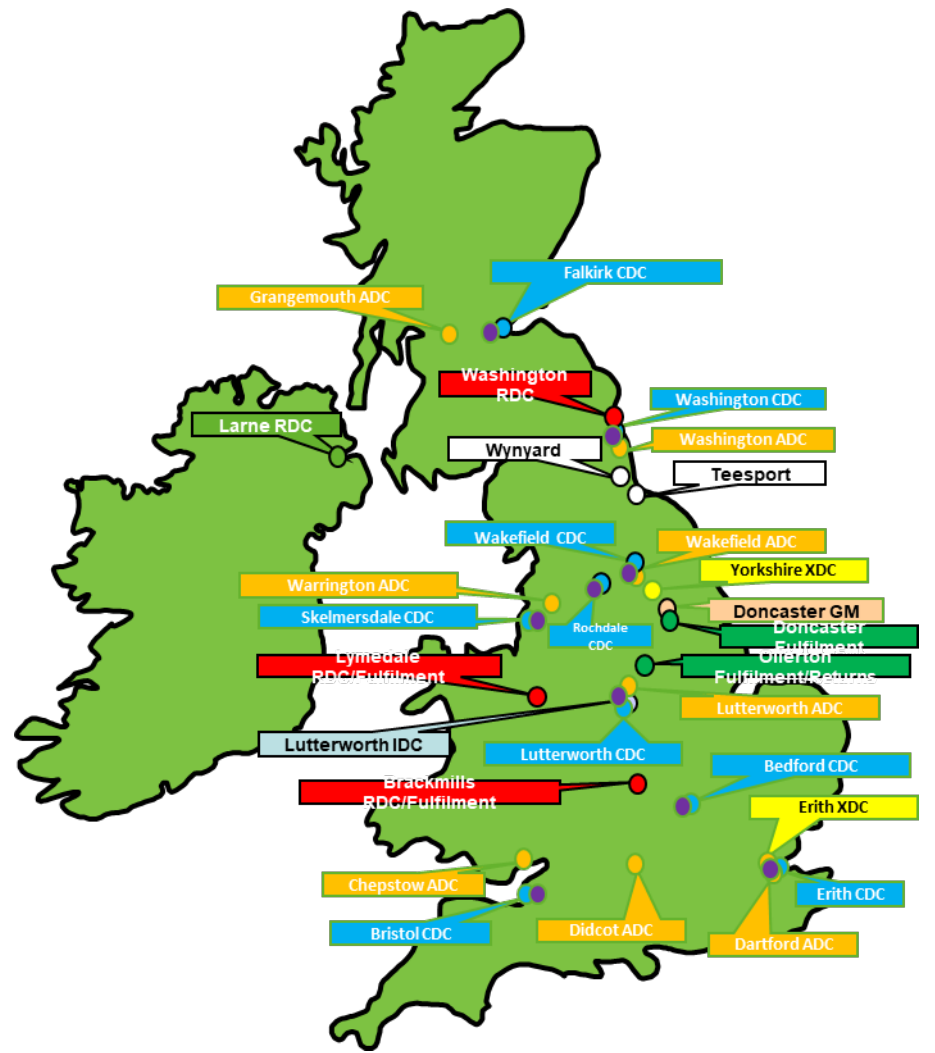 Falkirk CDC
Grangemouth ADC
Washington
RDC
Washington CDC
Larne RDC
Washington ADC
Wynyard
Teesport
Wakefield CDC
Wakefield ADC
Yorkshire XDC
Warrington ADC
Doncaster GM
Skelmersdale CDC
Rochdale
CDC
Doncaster
Fulfilment
Lymedale
RDC/Fulfilment
Ollerton
Fulfilment/Returns
Lutterworth ADC
Lutterworth IDC
Lutterworth CDC
Bedford CDC
Brackmills
RDC/Fulfilment
Erith XDC
Chepstow ADC
Erith CDC
Bristol CDC
Didcot ADC
Dartford ADC